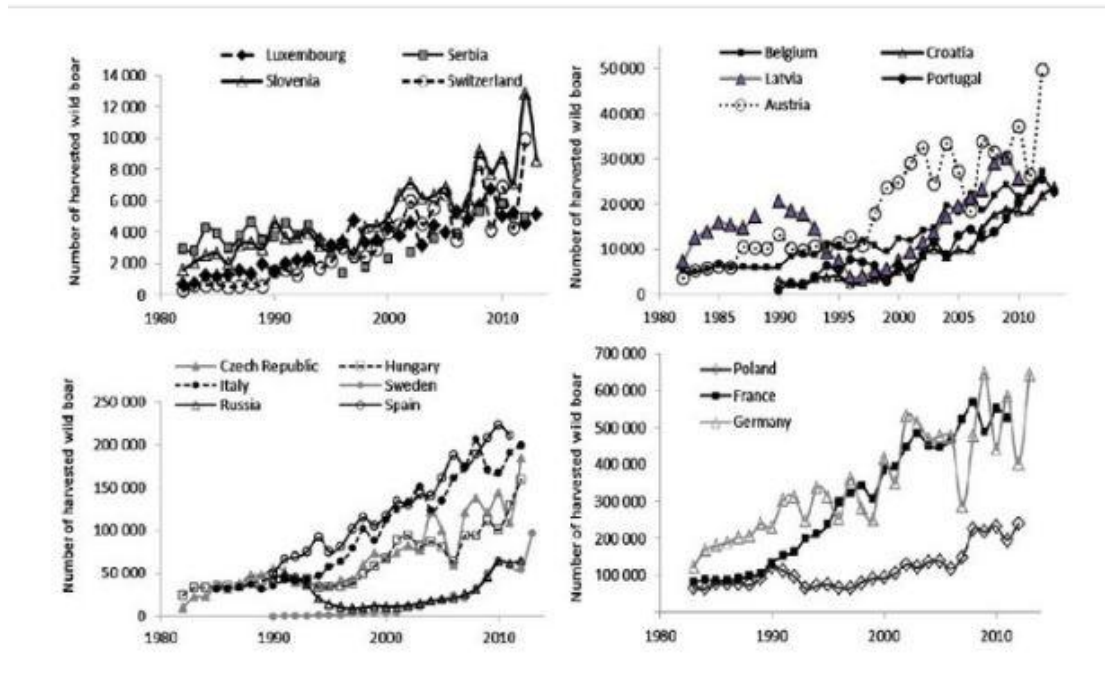 Luxembourg Serbia
Slovenia Switzerland
Number of harvested wild boar
14 000
12 000
10 000
8 000
6 000
4 000
2 000
0
1980 1990 2000 2010
Belgium Croatia
Latvia Portugal
Austria
Number of harvested wild boar
50 000
40 000
30 000
20 000
10 000
0
1980 1985 1990 1995 2000 2005 2010
Czech Republic Hungary
Italy Sweden
Russia Spain
Number of harvested wild boar
250 000
200 000
150 000
100 000
50 000
0
1980 1990 2000 2010
Poland
France
Germany
Number of harvested wild boar
700 000
600 000
500 000
400 000
300 000
200 000
100 000
1980 1990 2000 2010